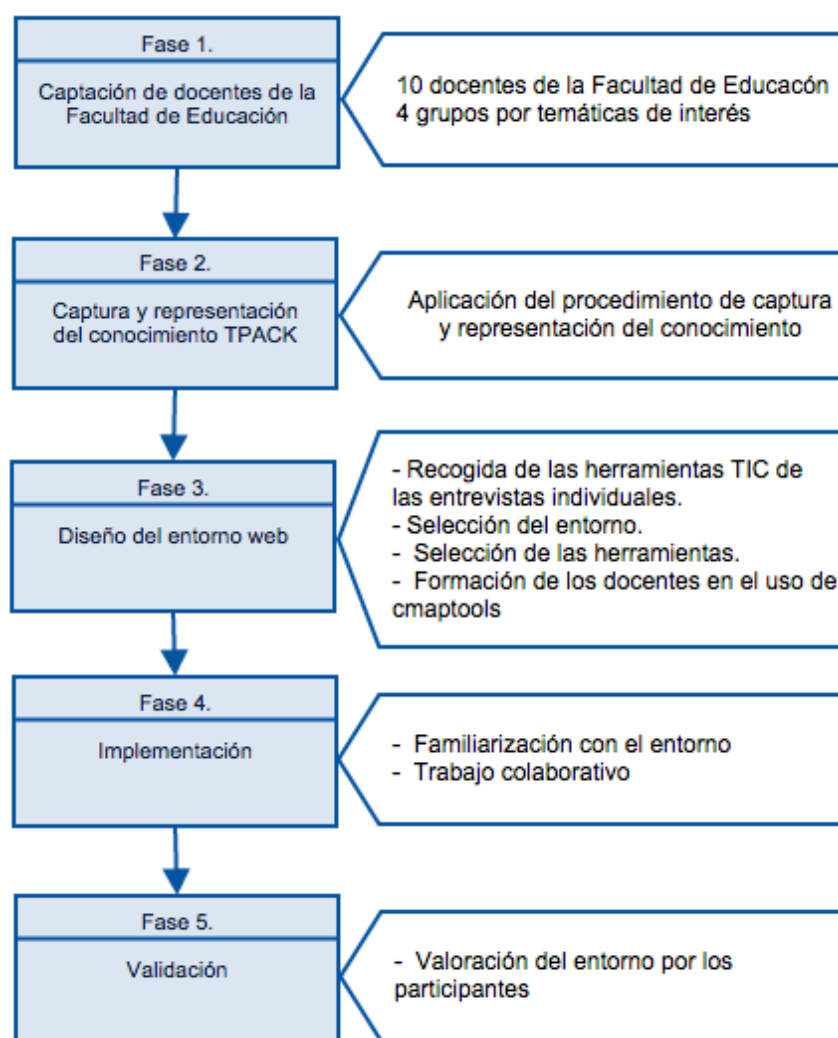 Fase 1.
Captación de docentes de la
Facultad de Educación
10 docentes de la Facultad de Educacón
4 grupos por temáticas de interés
Fase 2.
Captura y representación
del conocimiento TPACK
Aplicación del procedimiento de captura
y representación del conocimiento
Fase 3.
Diseño del entorno web
- Recogida de las herramientas TIC de
las entrevistas individuales.
- Selección del entorno.
- Selección de las herramientas.
- Formación de los docentes en el uso de
cmaptools
Fase 4.
Implementación
- Familiarización con el entorno
- Trabajo colaborativo
Fase 5.
Validación
- Valoración del entorno por los
participantes